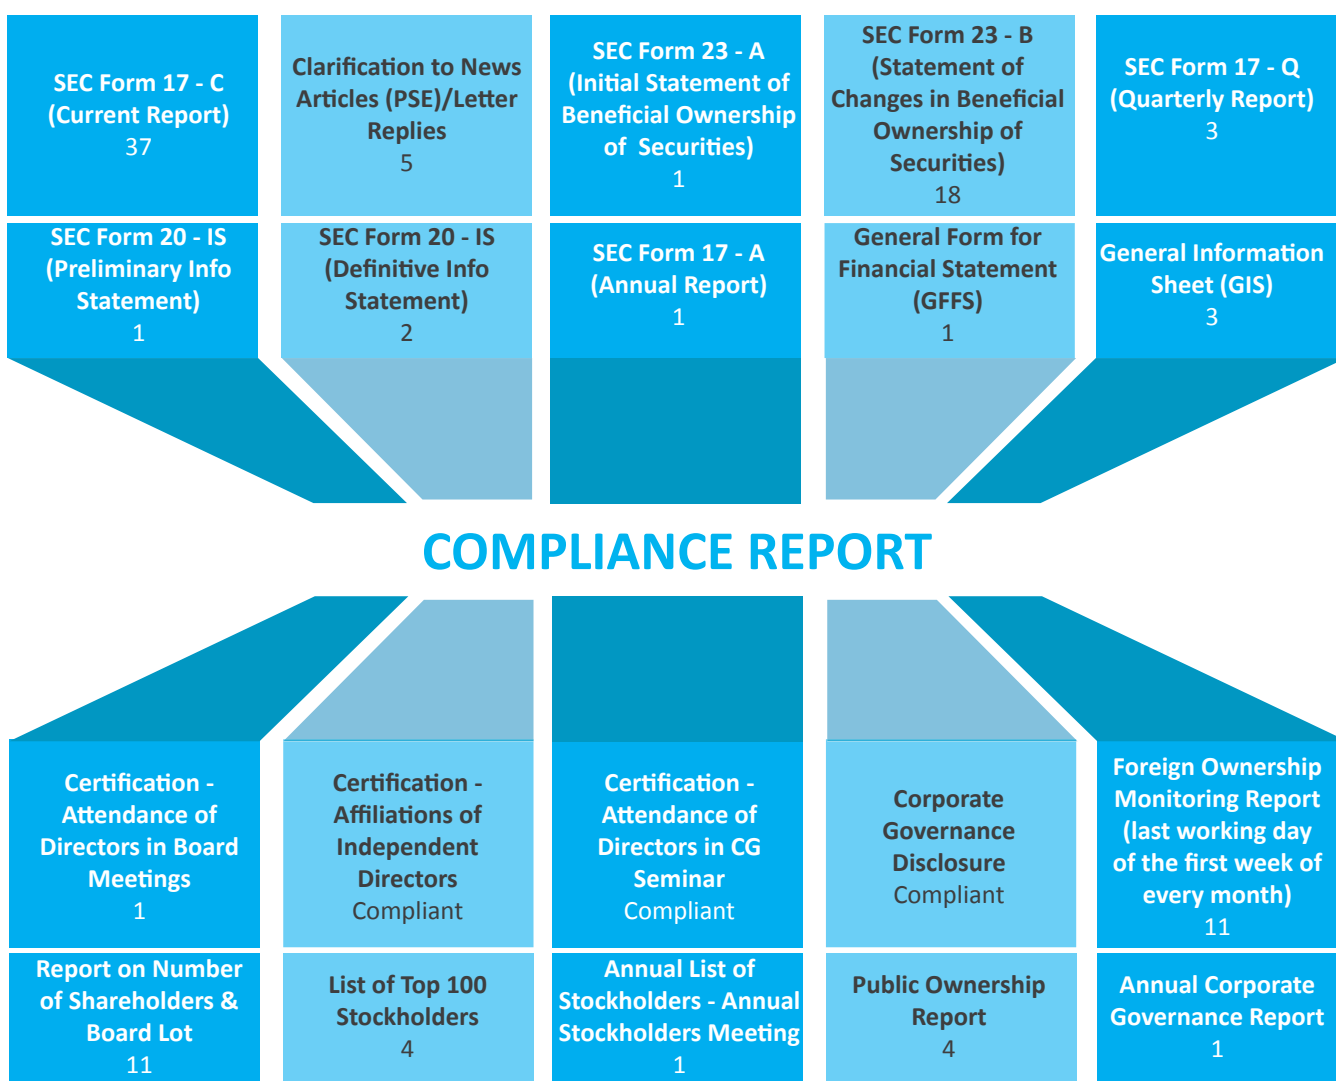 SEC Form 17 - C
(Current Report)
37
Clarification to News
Articles (PSE)/Letter
Replies
5
SEC Form 23 - A
(Initial Statement of
Beneficial Ownership
of Securities)
1
SEC Form 23 - B
(Statement of
Changes in Beneficial
Ownership of
Securities)
18
SEC Form 17 - Q
(Quarterly Report)
3
SEC Form 20 - IS
(Preliminary Info
Statement)
1
SEC Form 20 - IS
(Definitive Info
Statement)
2
SEC Form 17 - A
(Annual Report)
1
General Form for
Financial Statement
(GFFS)
1
General Information
Sheet (GIS)
3
COMPLIANCE REPORT
Certification -
Attendance of
Directors in Board
Meetings
1
Certification -
Affiliations of
Independent
Directors
Compliant
Certification -
Attendance of
Directors in CG
Seminar
Compliant
Corporate
Governance
Disclosure
Compliant
Foreign Ownership
Monitoring Report
(last working day
of the first week of
every month)
11
Report on Number
of Shareholders &
Board Lot
11
List of Top 100
Stockholders
4
Annual List of
Stockholders - Annual
Stockholders Meeting
1
Public Ownership
Report
4
Annual Corporate
Governance Report
1